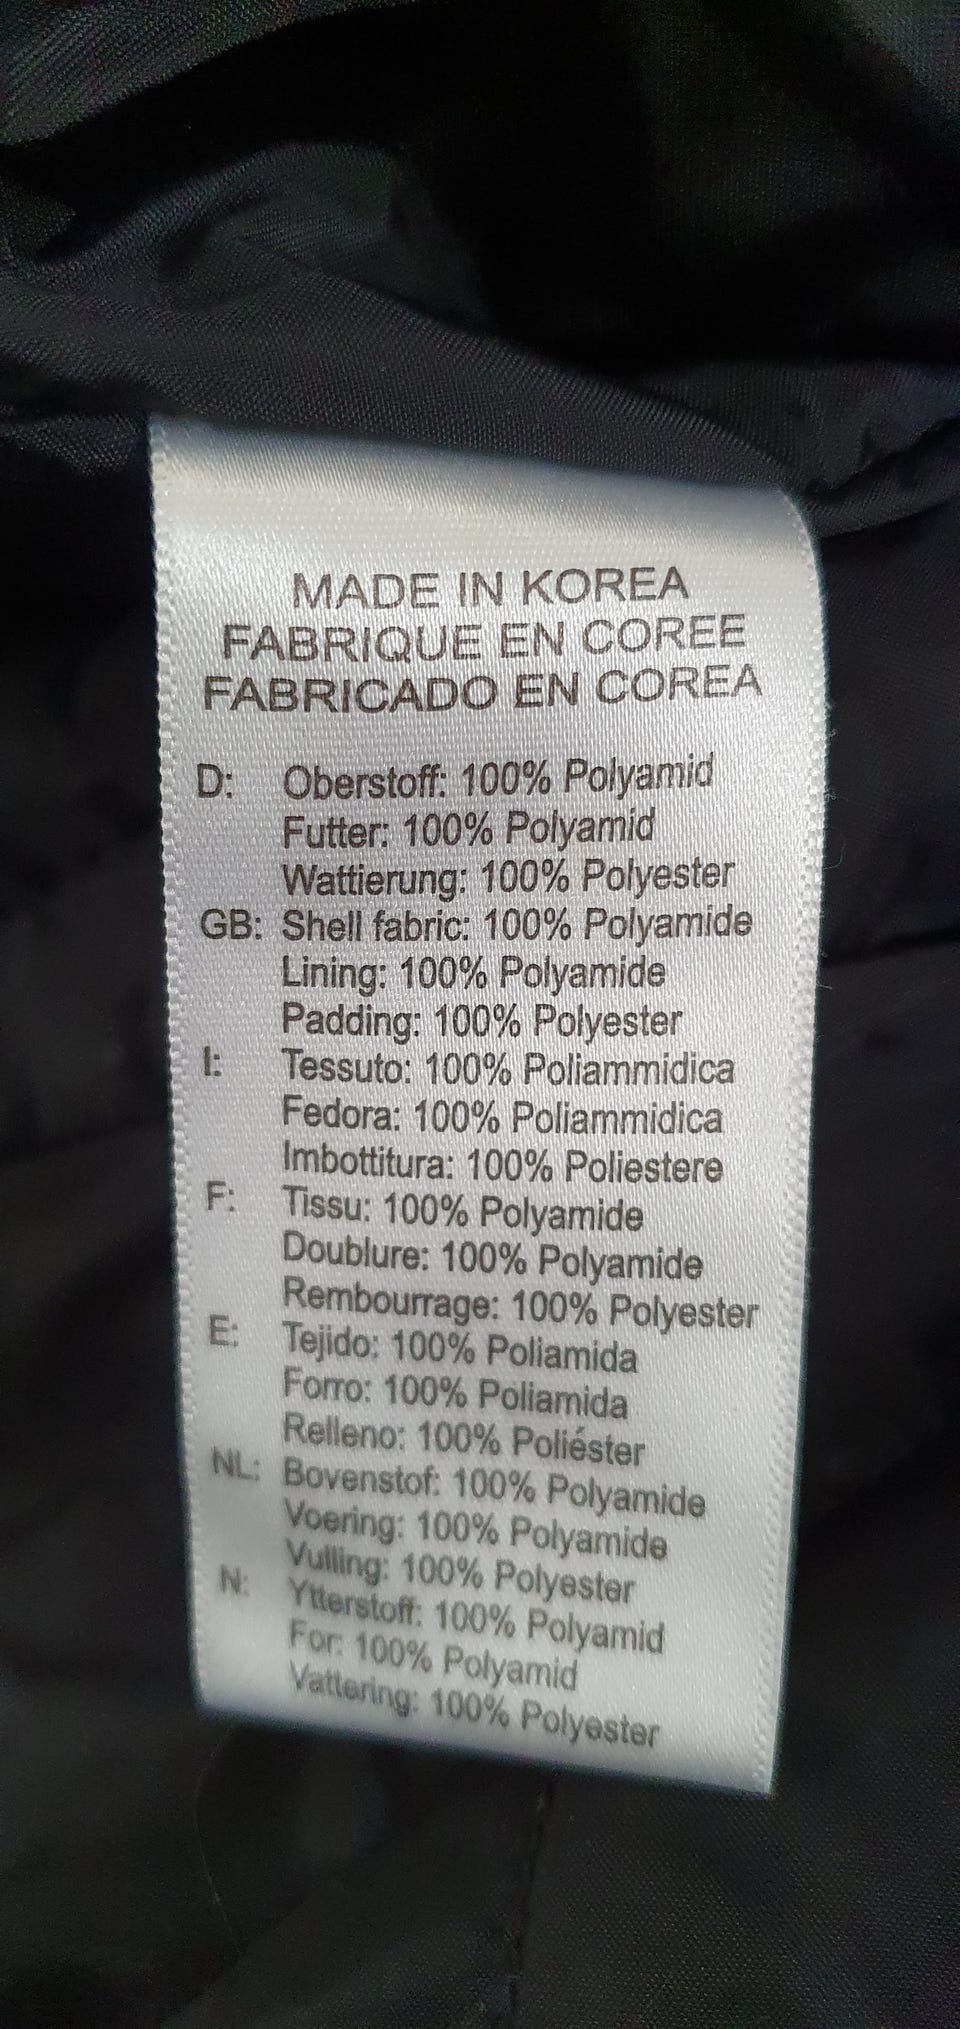 MADE IN KOREA
FABRIQUE EN COREE
FABRICADO EN COREA
D: Oberstoff: 100% Polyamid
Futter: 100% Polyamid
Wattierung: 100% Polyester
GB: Shell fabric: 100% Polyamide
Lining: 100% Polyamide
Padding: 100% Polyester
I: Tessuto: 100% Poliammidica
Fedora: 100% Poliammidica
Imbottitura: 100% Poliestere
F: Tissu: 100% Polyamide
Doublure: 100% Polyamide
Rembourrage: 100% Polyester
E: Tejido: 100% Poliamida
Forro: 100% Poliamida
Relleno: 100% Poliéster
NL: Bovenstof: 100% Polyamide
Voering: 100% Polyamide
Vulling: 100% Polyester
N: Ytterstoff: 100% Polyamid
For: 100% Polyamid
Vattering: 100% Polyester